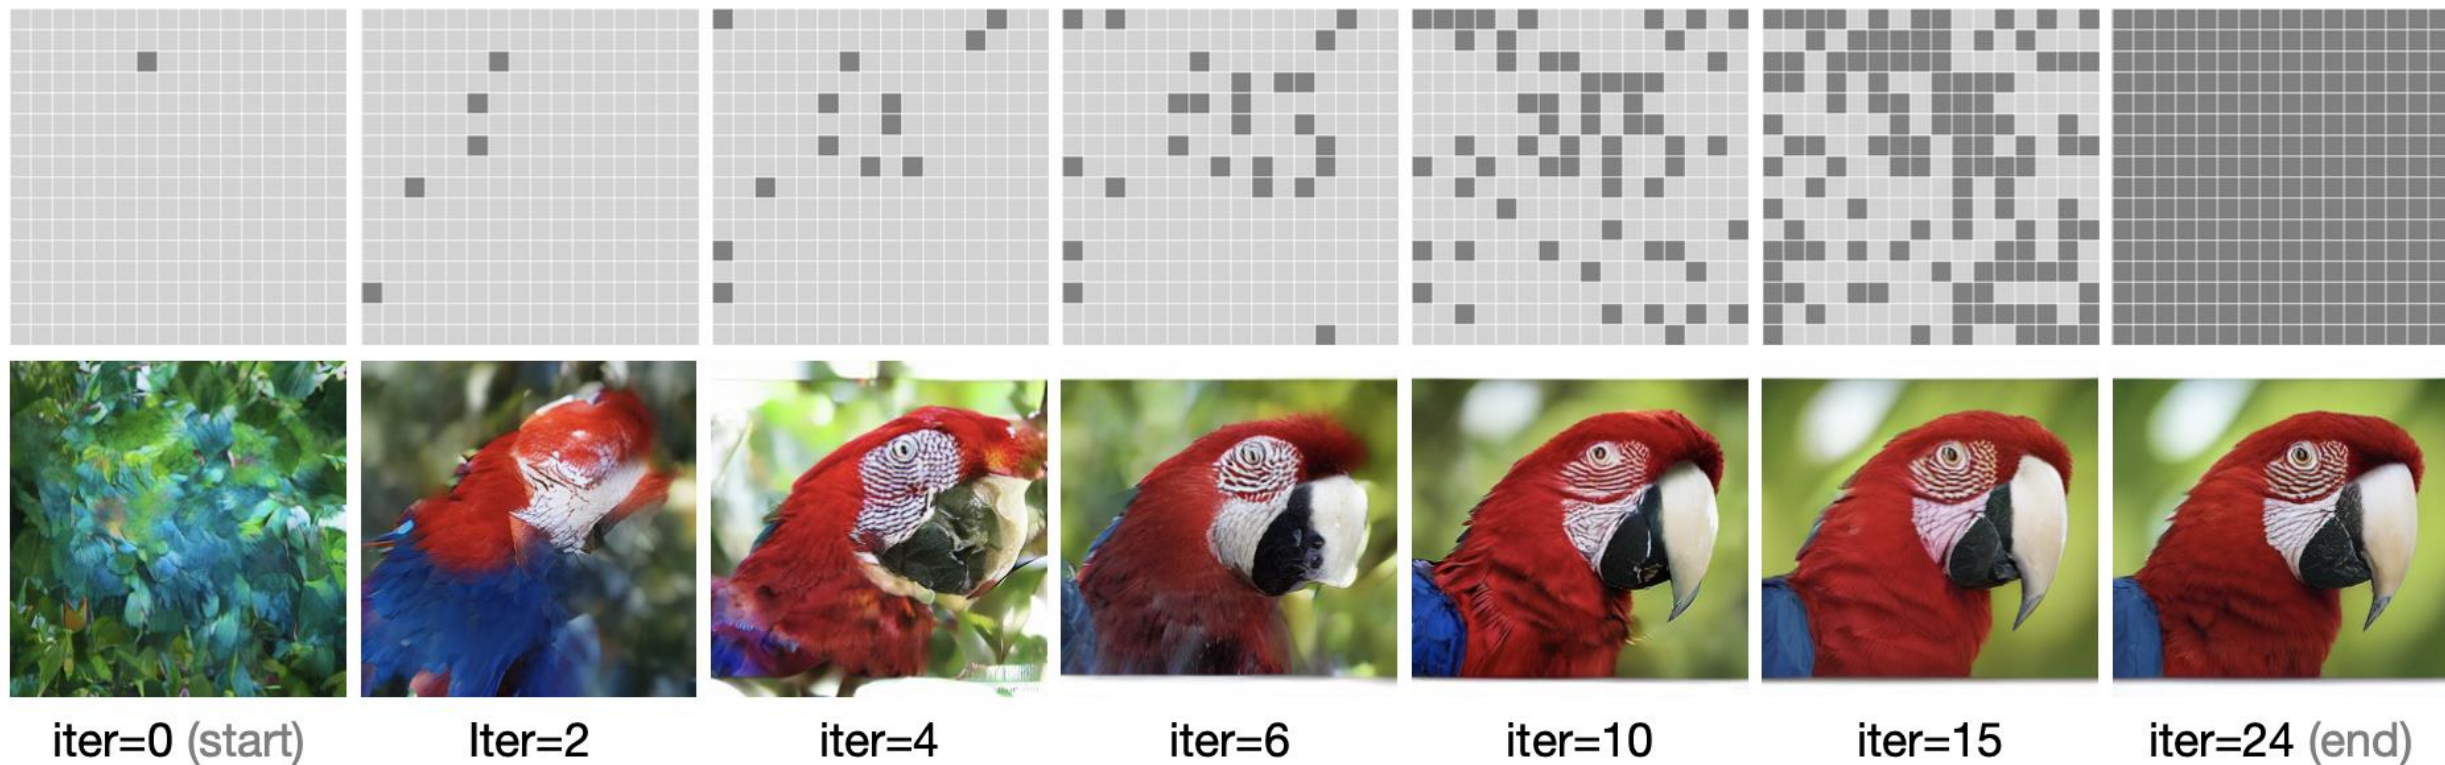 iter=0 (start)
Iter=2
iter=4
iter=6
iter=10
iter=15
iter=24 (end)